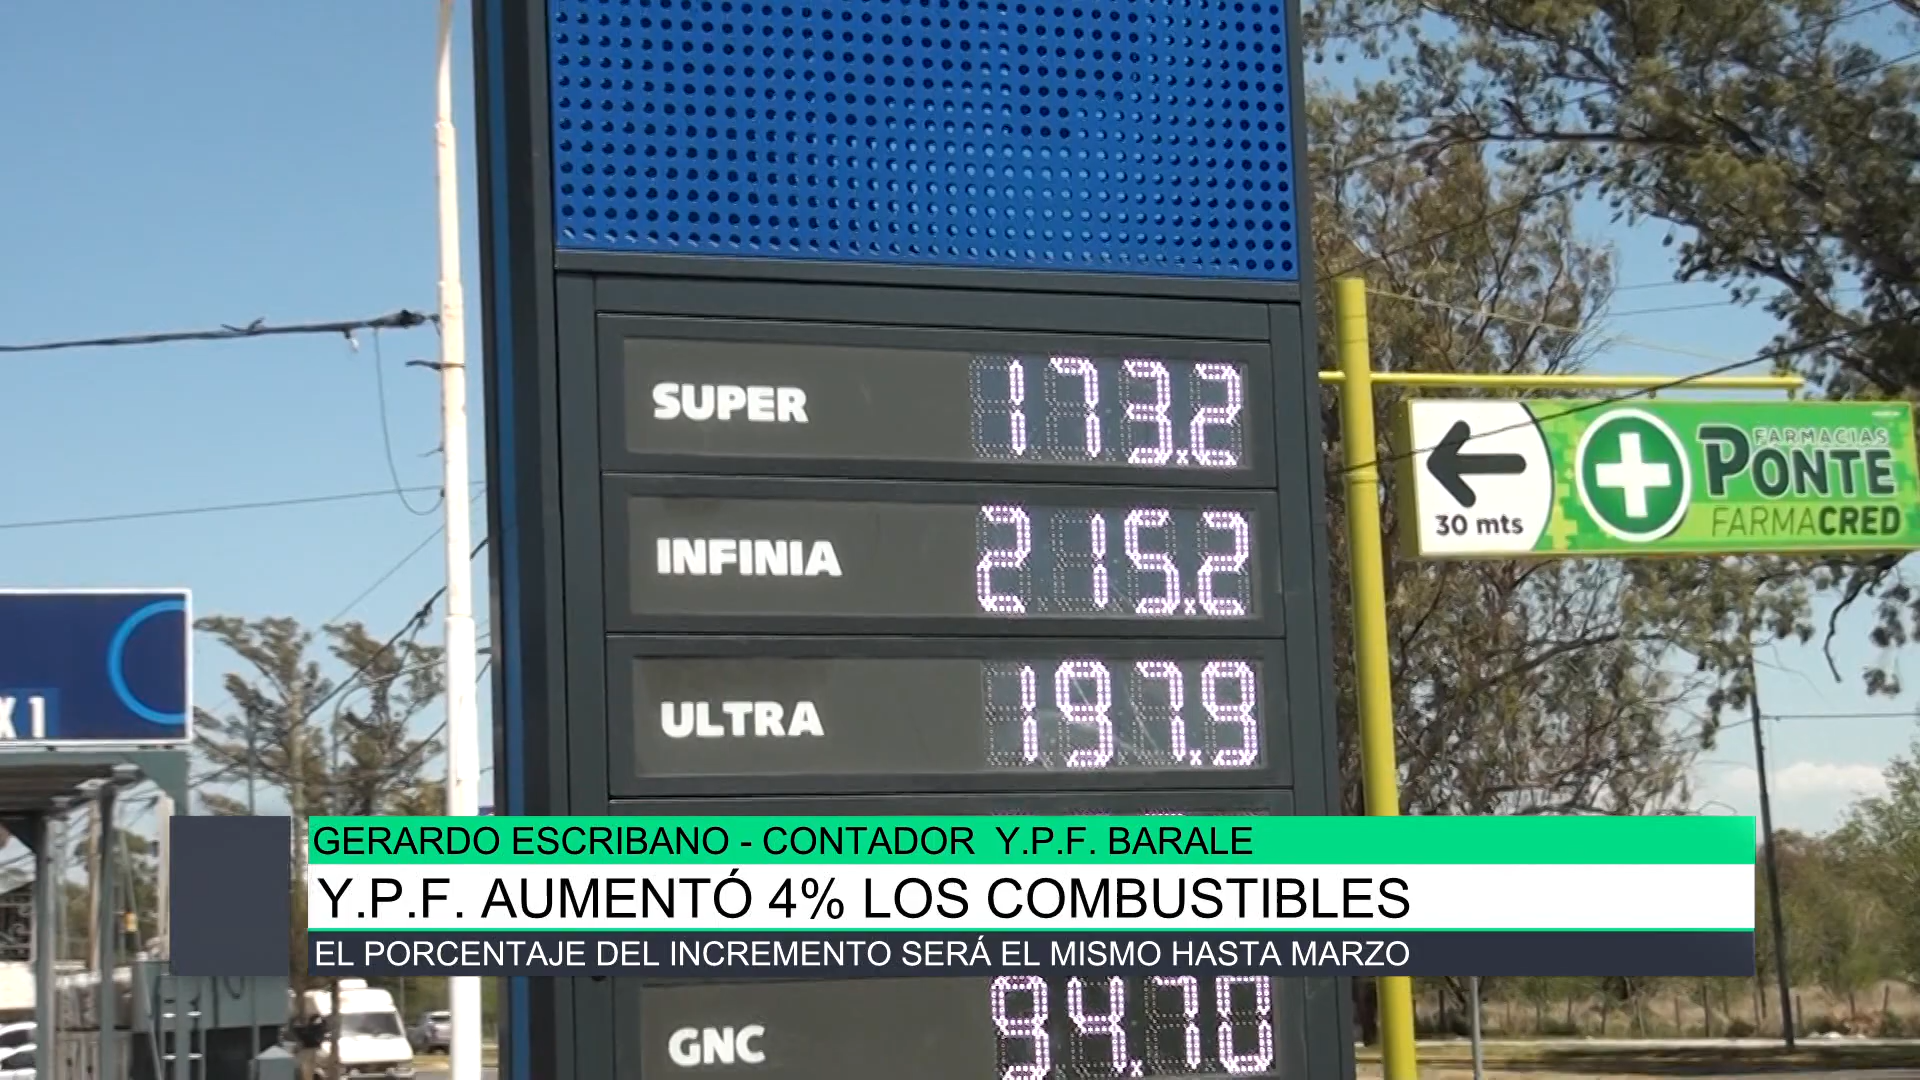 SUPER 173.2
INFINIA 215.2
ULTRA 197.9
FARMACIAS
PONTE
FARMACRED
30 mts
X 1
GERARDO ESCRIBANO - CONTADOR  Y.P.F. BARALE
Y.P.F. AUMENTÓ 4% LOS COMBUSTIBLES
EL PORCENTAJE DEL INCREMENTO SERÁ EL MISMO HASTA MARZO
GNC 94.70